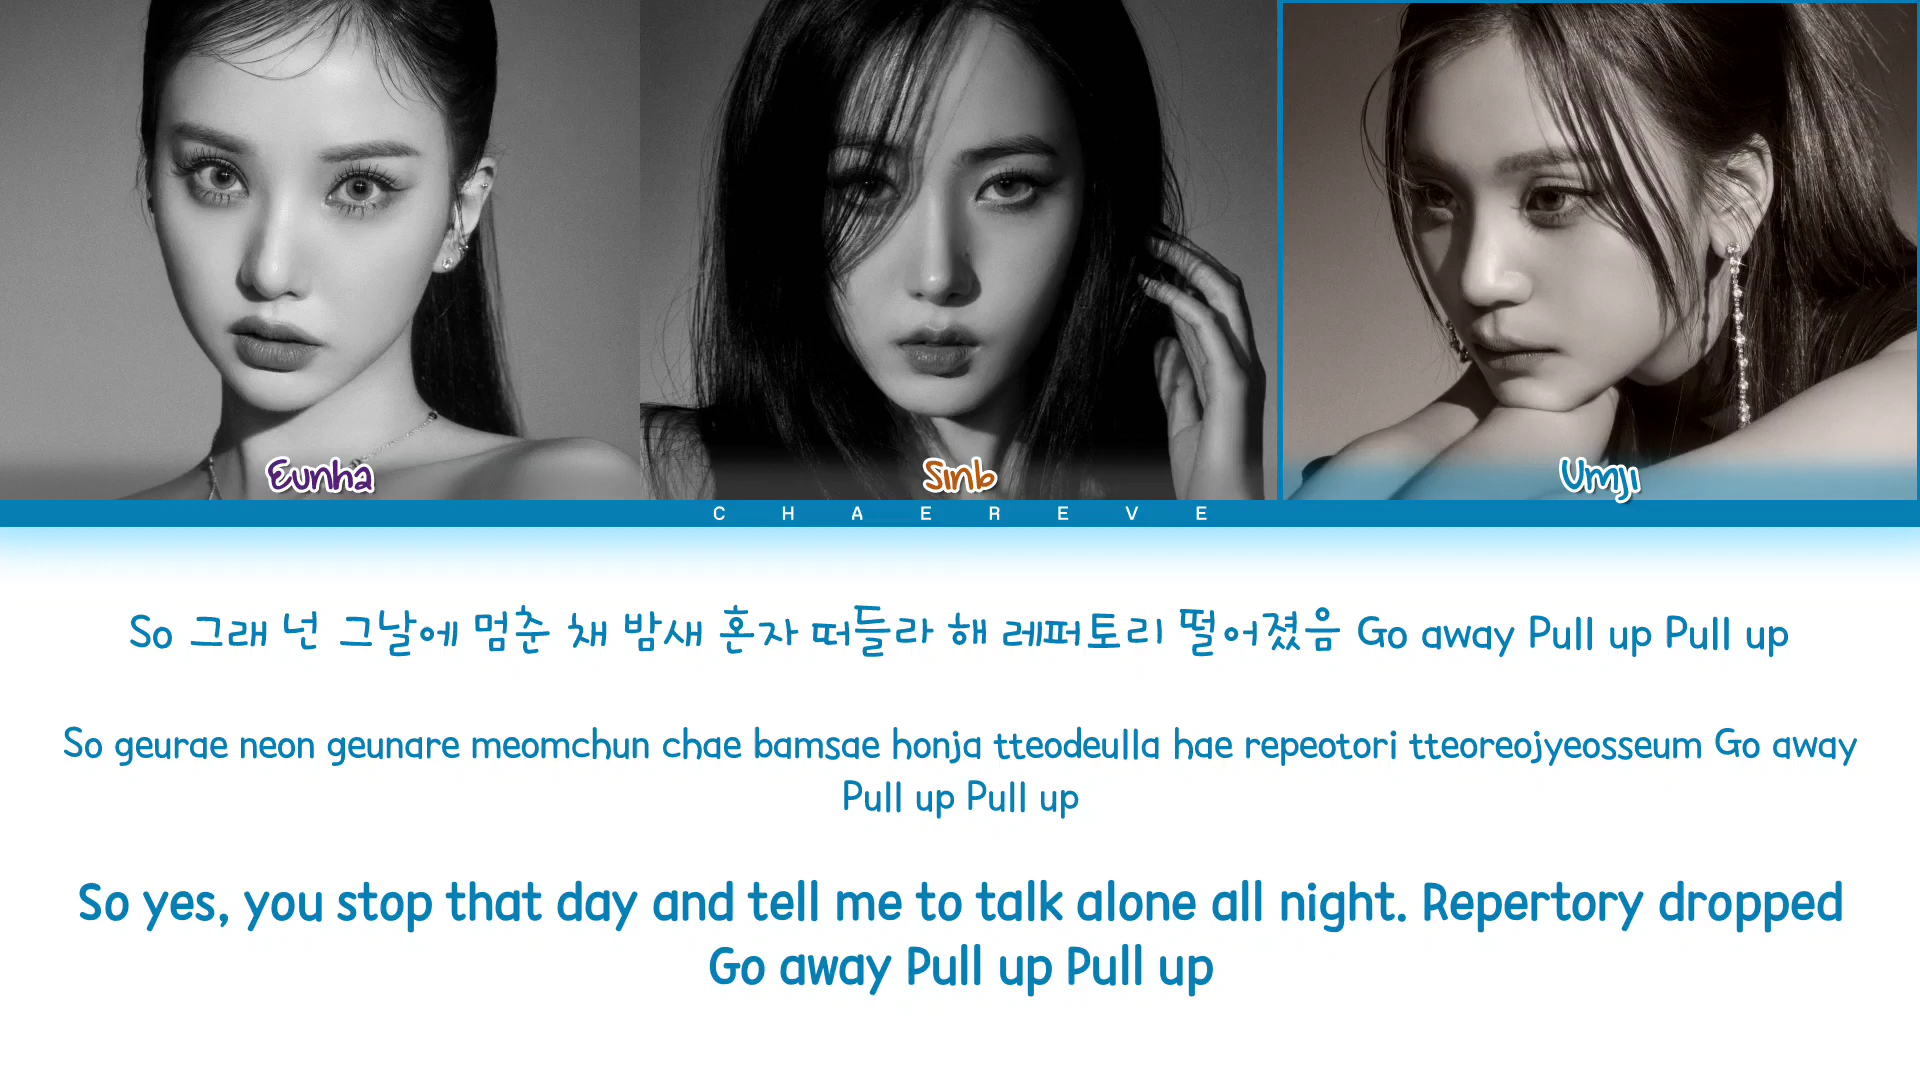 Eunha
Sinb
Umji
CHAEREVE
So 그래 넌 그날에 멈춘 채 밤새 혼자 떠들라 해 레퍼토리 떨어졌음 Go away Pull up Pull up
So geurae neon geunare meomchun chae bamsae honja tteodeulla hae repeotori tteoreojyeosseum Go away
Pull up Pull up
So yes, you stop that day and tell me to talk alone all night. Repertory dropped
Go away Pull up Pull up